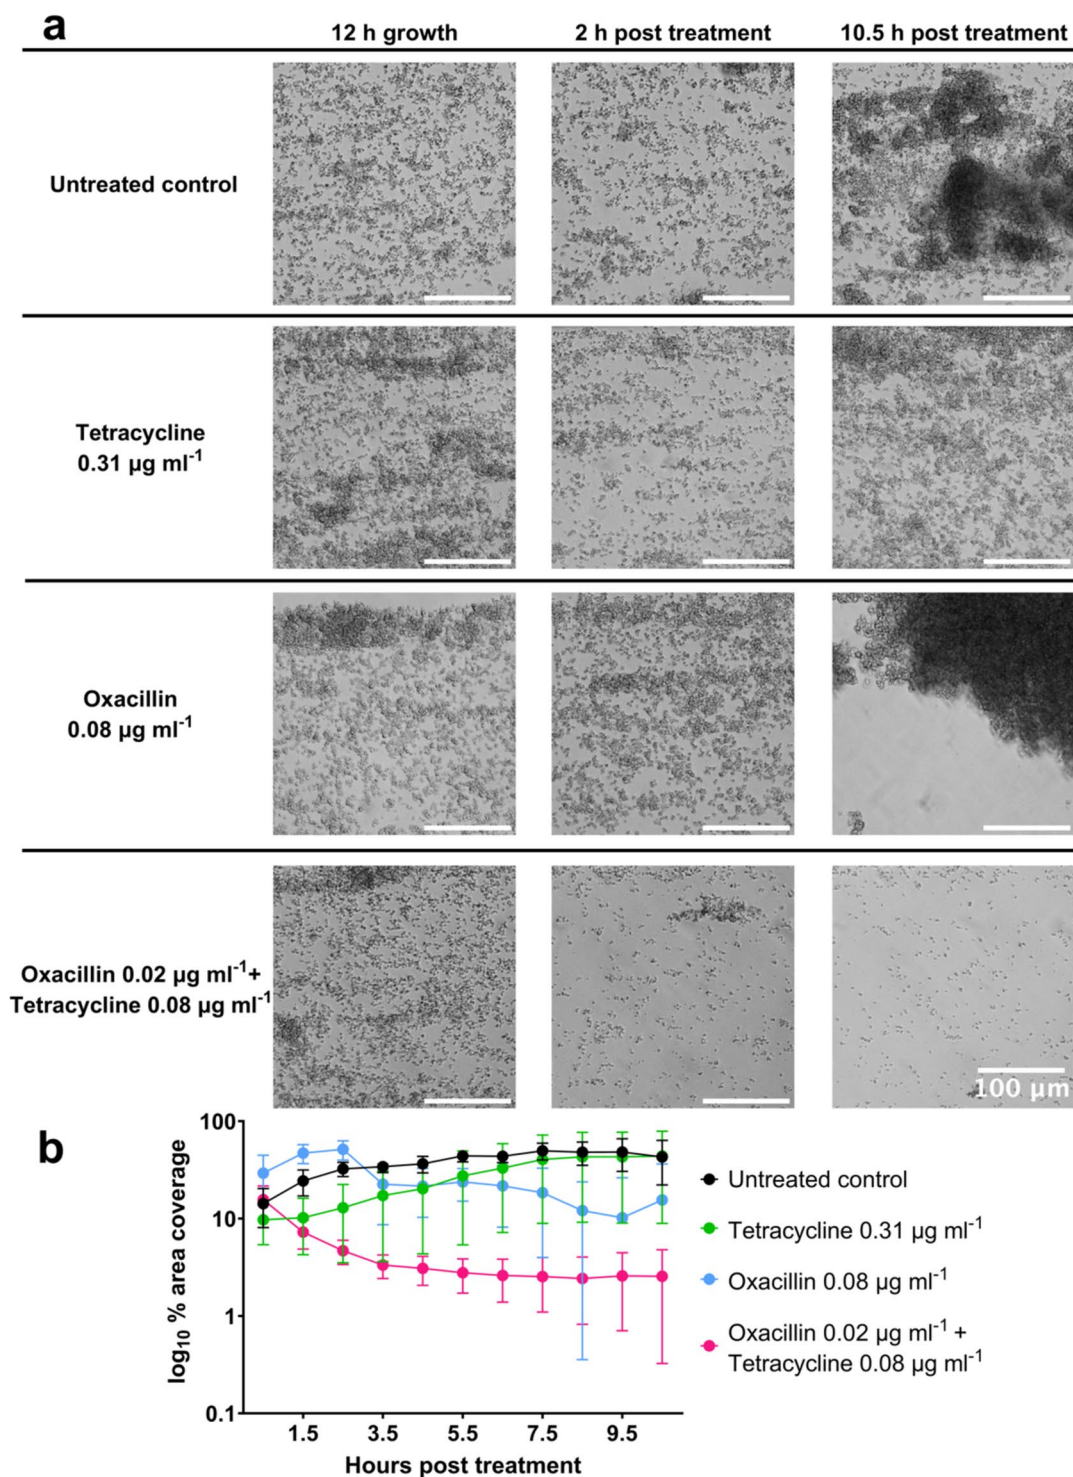 a
12 h growth
2 h post treatment
10.5 h post treatment
Untreated control
Tetracycline
0.31 µg ml⁻¹
Oxacillin
0.08 µg ml⁻¹
Oxacillin 0.02 µg ml⁻¹+
Tetracycline 0.08 µg ml⁻¹
100 µm
b
log₁₀ % area coverage
100
10
1
0.1
1.5
3.5
5.5
7.5
9.5
Hours post treatment
Untreated control
Tetracycline 0.31 µg ml⁻¹
Oxacillin 0.08 µg ml⁻¹
Oxacillin 0.02 µg ml⁻¹ +
Tetracycline 0.08 µg ml⁻¹